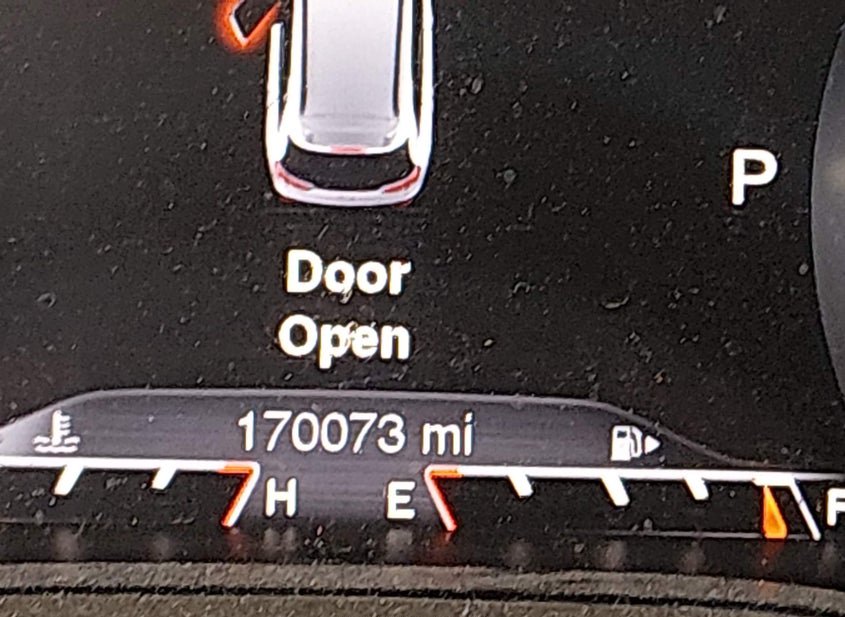 P
Door
Open
170073 mi
H E F